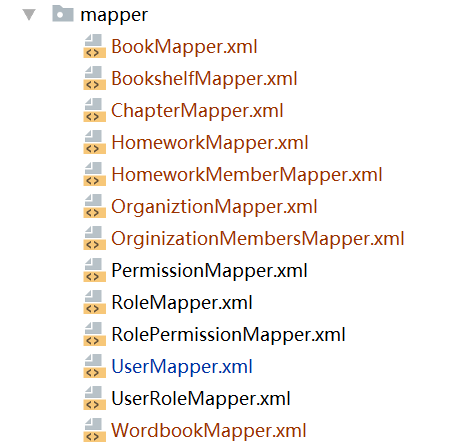 mapper
BookMapper.xml
BookshelfMapper.xml
ChapterMapper.xml
HomeworkMapper.xml
HomeworkMemberMapper.xml
OrganiztionMapper.xml
OrginizationMembersMapper.xml
PermissionMapper.xml
RoleMapper.xml
RolePermissionMapper.xml
UserMapper.xml
UserRoleMapper.xml
WordbookMapper.xml